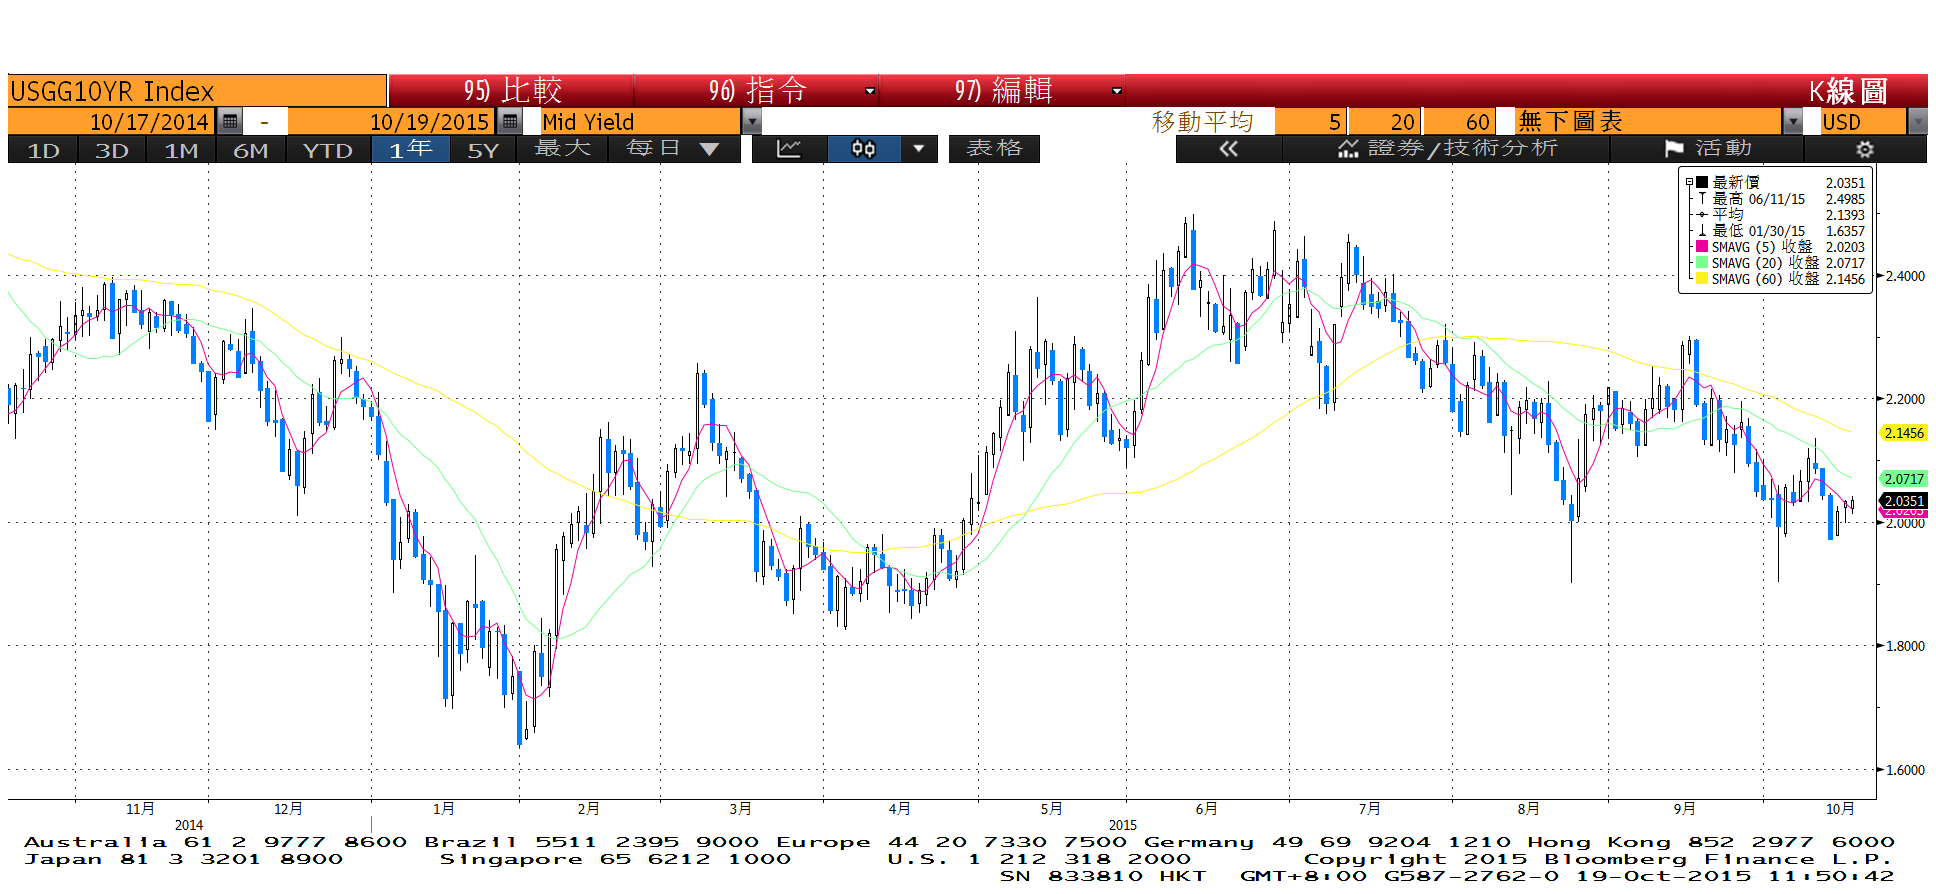 USGG10YR Index 95) 比較 96) 指令 97) 編輯 K線圖
10/17/2014 - 10/19/2015 Mid Yield 移動平均 5 20 60 無下圖表 USD
1D 3D 1M 6M YTD 1年 5Y 最大 每日 表格 « 證券/技術分析 活動
最新價 2.0351
最高 06/11/15 2.4985
平均 2.1393
最低 01/30/15 1.6357
SMAVG (5) 收盤 2.0203
SMAVG (20) 收盤 2.0717
SMAVG (60) 收盤 2.1456
2.4000
2.2000
2.1456
2.0717
2.0351
2.0203
2.0000
1.8000
1.6000
11月 12月 1月 2月 3月 4月 5月 6月 7月 8月 9月 10月
2014 2015
Australia 61 2 9777 8600 Brazil 5511 2395 9000 Europe 44 20 7330 7500 Germany 49 69 9204 1210 Hong Kong 852 2977 6000
Japan 81 3 3201 8900 Singapore 65 6212 1000 U.S. 1 212 318 2000 Copyright 2015 Bloomberg Finance L.P.
SN 833810 HKT GMT+8:00 G587-2762-0 19-Oct-2015 11:50:42